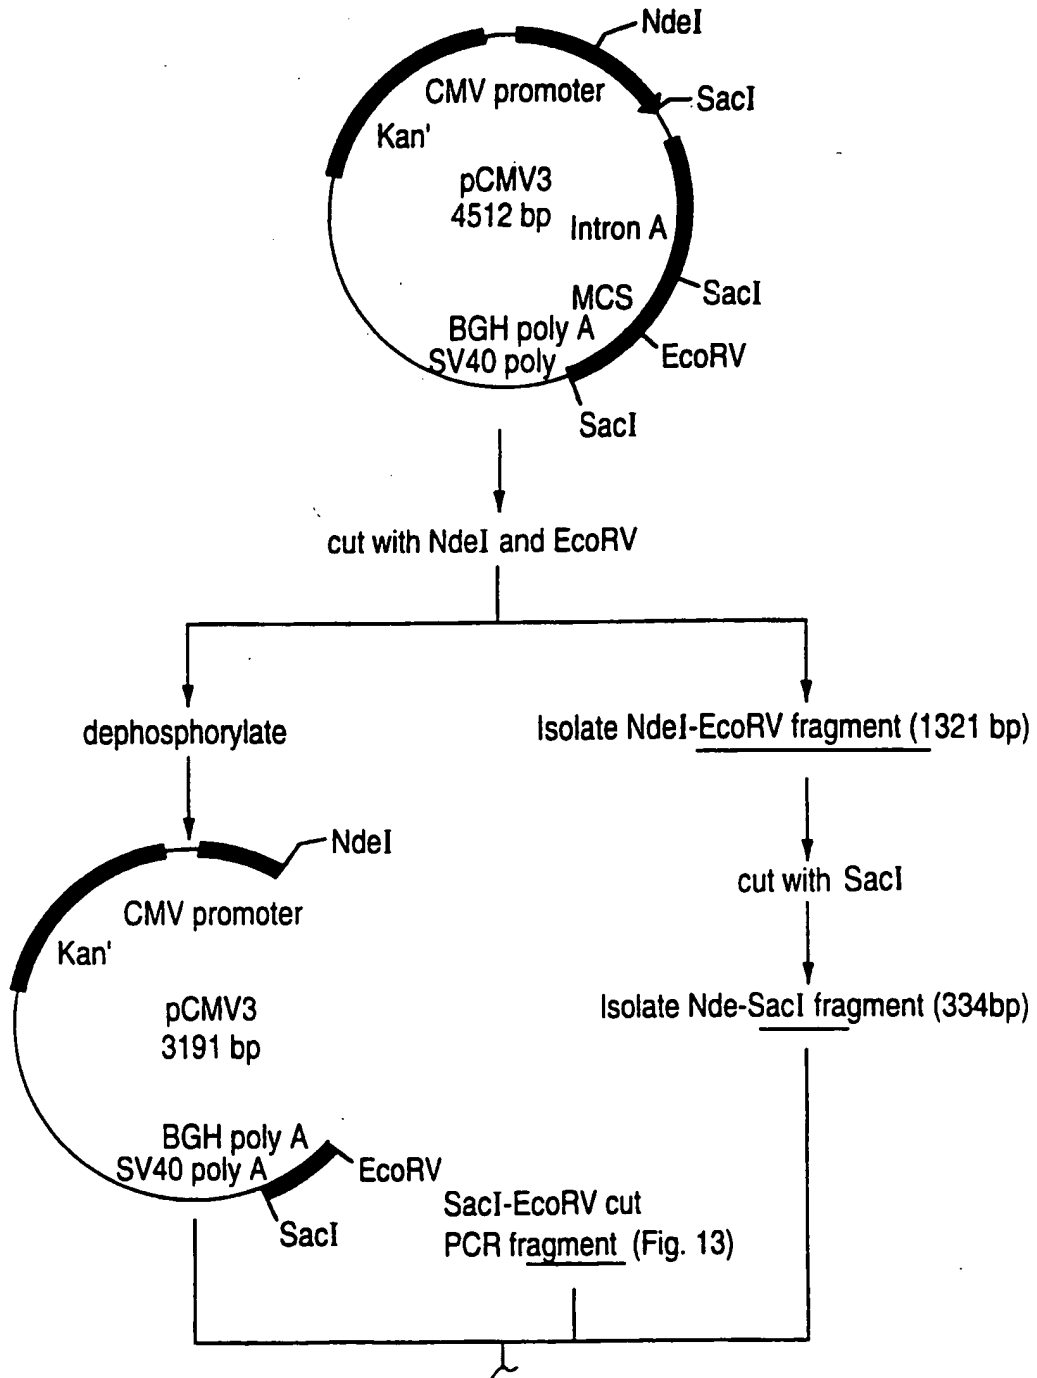 NdeI
CMV promoter
SacI
Kan'
pCMV3
4512 bp
Intron A
SacI
MCS
BGH poly A
EcoRV
SV40 poly
SacI
cut with NdeI and EcoRV
dephosphorylate
Isolate NdeI-EcoRV fragment (1321 bp)
NdeI
cut with SacI
CMV promoter
Kan'
Isolate Nde-SacI fragment (334bp)
pCMV3
3191 bp
BGH poly A
SV40 poly A
EcoRV
SacI
SacI-EcoRV cut
PCR fragment (Fig. 13)